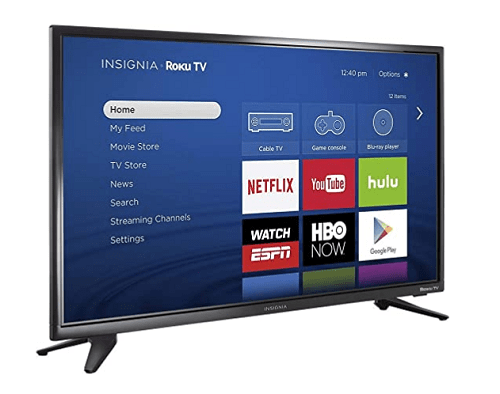 INSIGNIA · Roku TV
12:40 pm
Options
12 items
Home
My Feed
Movie Store
TV Store
News
Search
Streaming Channels
Settings
Cable TV
Game console
Blu-ray player
NETFLIX
YouTube
hulu
WATCH
ESPN
HBO
NOW
Google Play
INSIGNIA
Roku TV